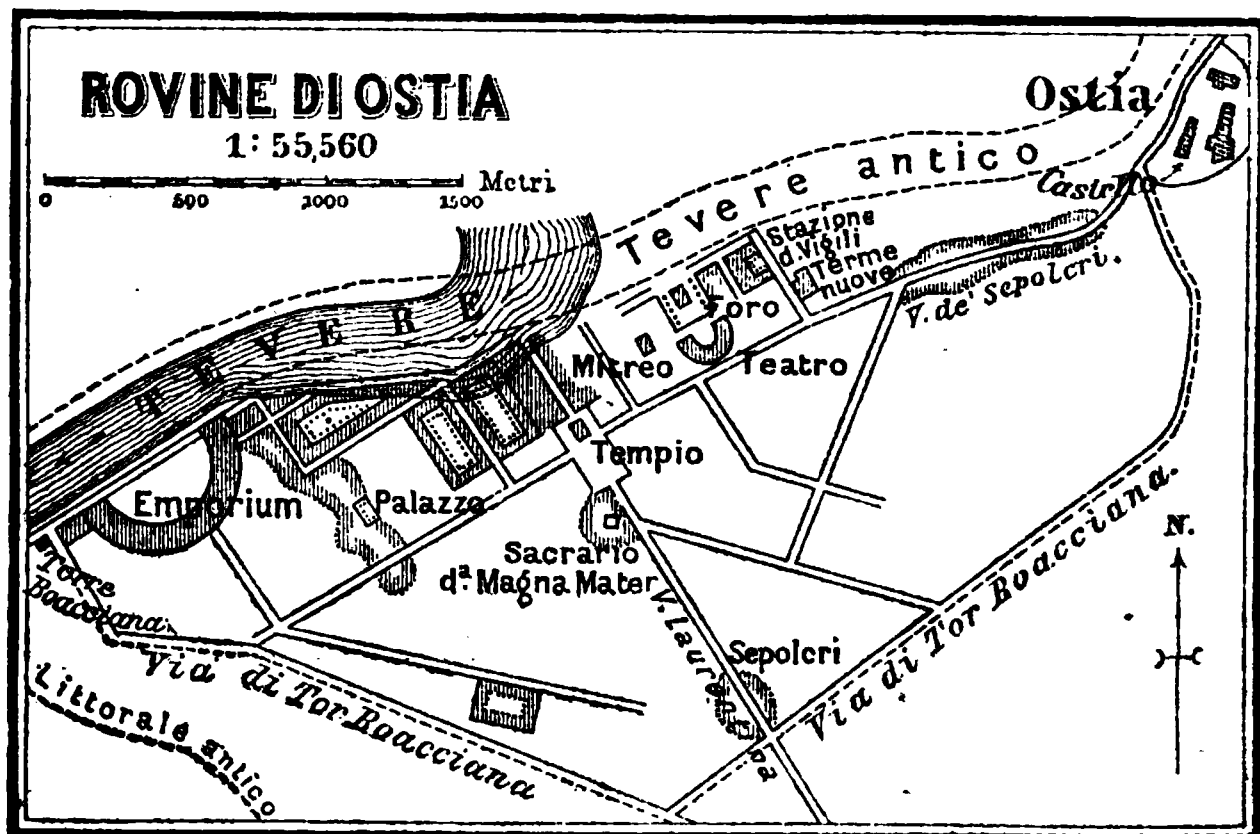 ROVINE DI OSTIA
1: 55,560
Metri
0 500 1000 1500
Ostia
Castello
Tevere antico
Stazione
d. Vigili
Terme
nuove
V. de' Sepolcri.
Foro
TEVERE
Mitreo
Teatro
Tempio
Emporium
Palazzo
Sacrario
d.ª Magna Mater
Torre
Boacciana
V. Laurentina
Sepolcri
Via di Tor Boacciana.
N.
Via di Tor Boacciana
Littorale antico